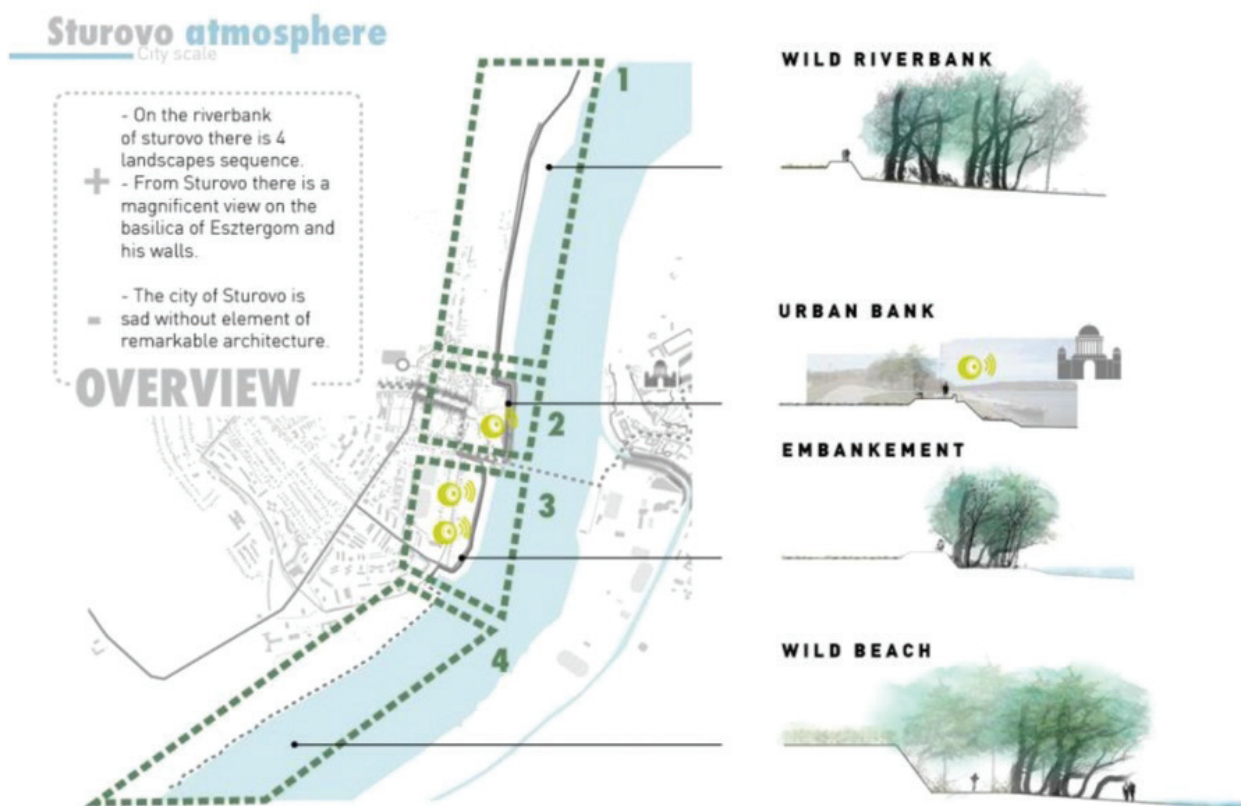 Sturovo atmosphere
City scale
- On the riverbank
of sturovo there is 4
landscapes sequence.
+
- From Sturovo there is a
magnificent view on the
basilica of Esztergom and
his walls.
- The city of Sturovo is
- sad without element of
remarkable architecture.
OVERVIEW
1
2
3
4
WILD RIVERBANK
URBAN BANK
EMBANKEMENT
WILD BEACH